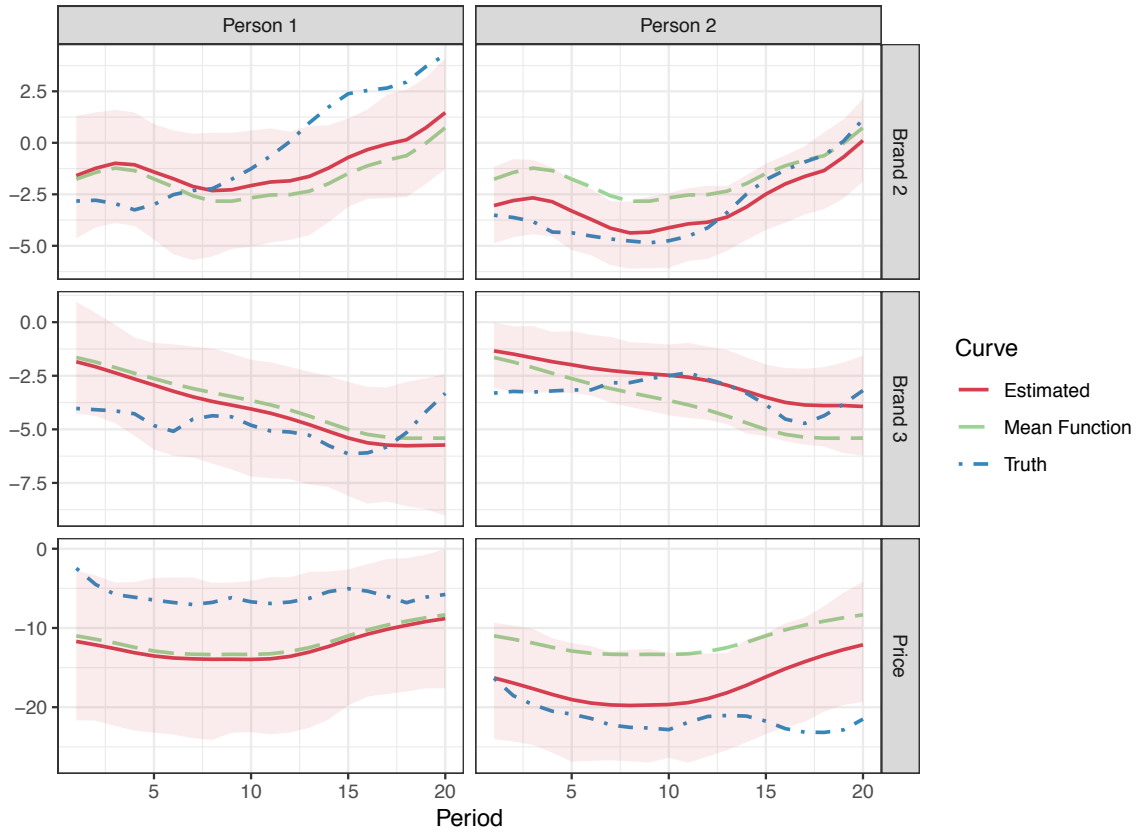 Person 1
Person 2
2.5
0.0
−2.5
−5.0
Brand 2
0.0
−2.5
−5.0
−7.5
Brand 3
0
−10
−20
Price
5
10
15
20
5
10
15
20
Period
Curve
Estimated
Mean Function
Truth